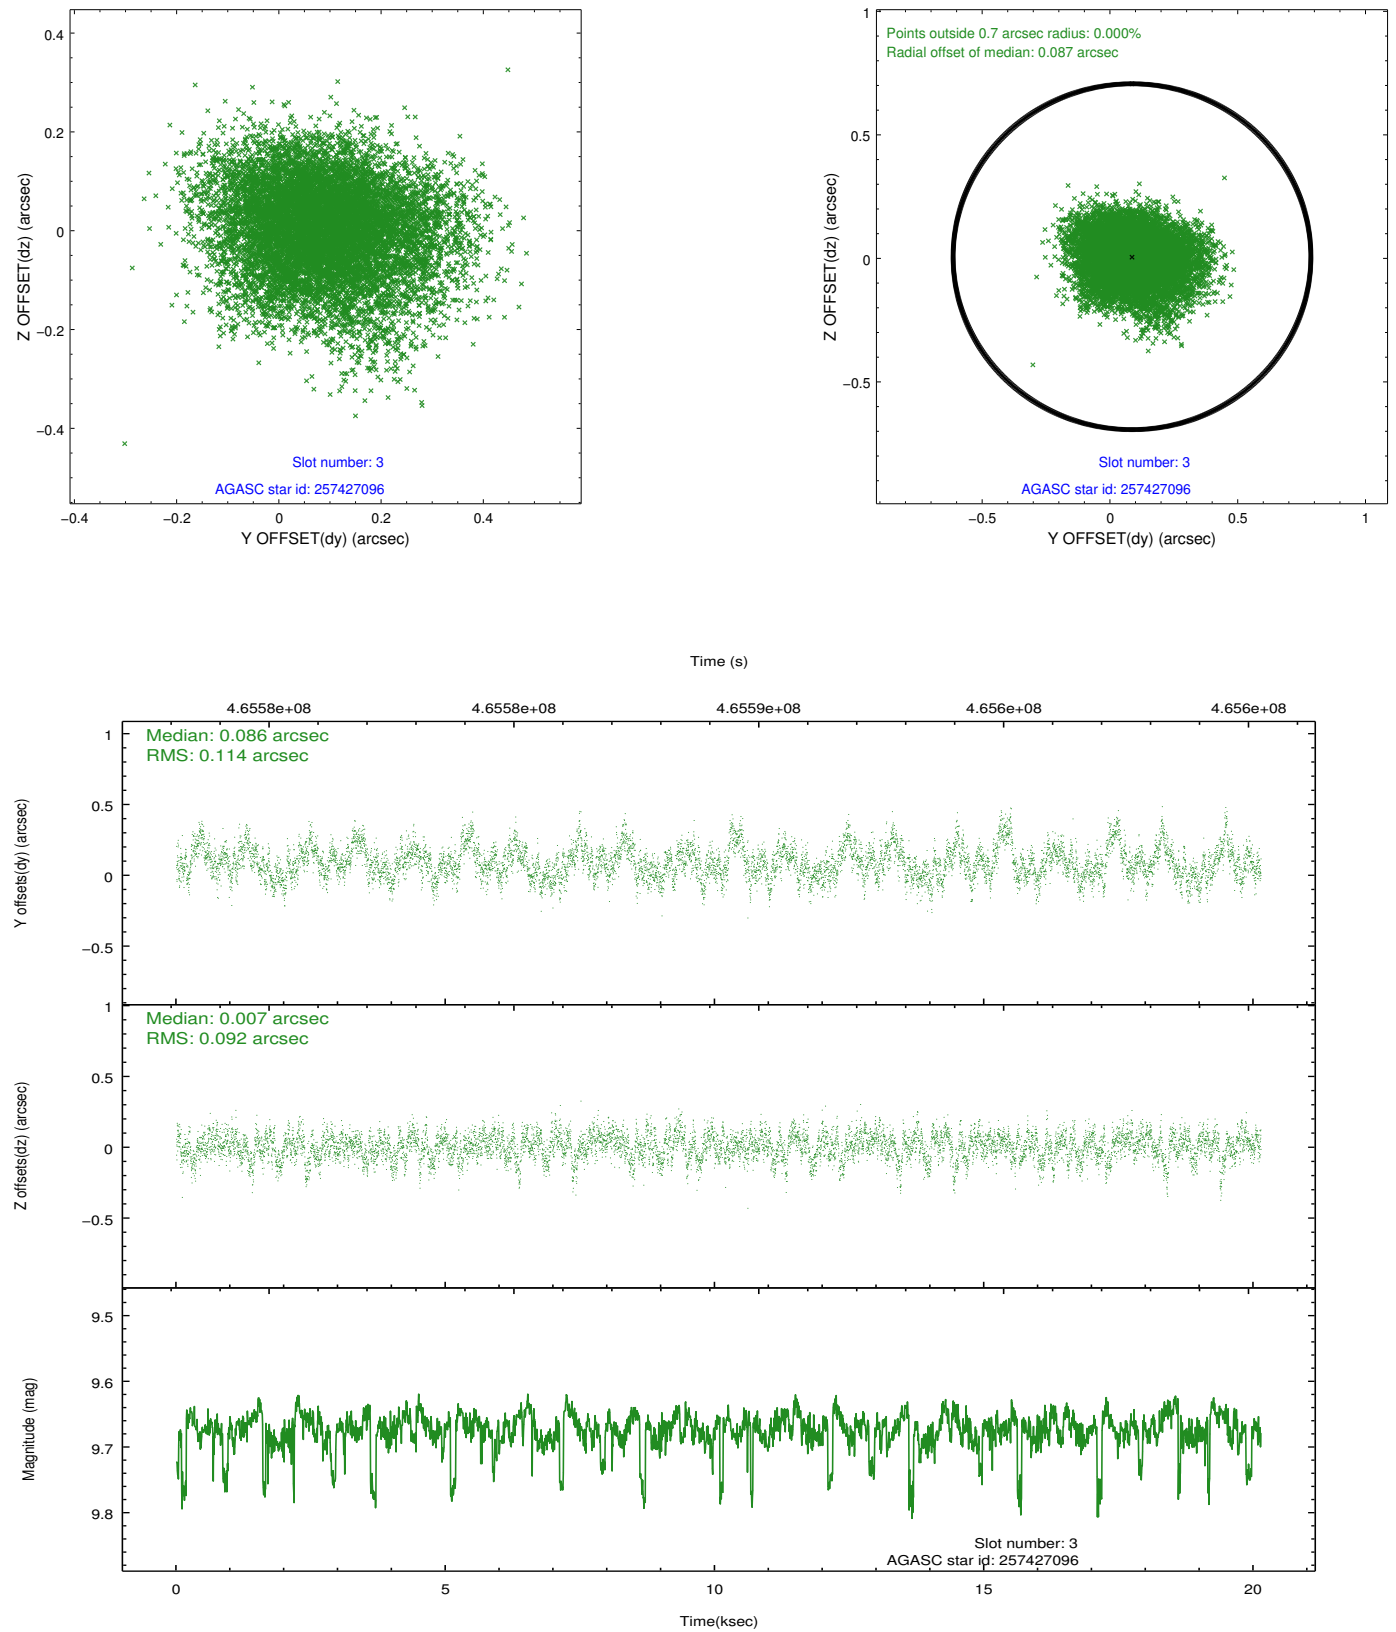 0.4
0.2
0
−0.2
−0.4
Z OFFSET(dz) (arcsec)
Slot number: 3
AGASC star id: 257427096
−0.4 −0.2 0 0.2 0.4
Y OFFSET(dy) (arcsec)
Points outside 0.7 arcsec radius: 0.000%
Radial offset of median: 0.087 arcsec
1
0.5
0
−0.5
Z OFFSET(dz) (arcsec)
Slot number: 3
AGASC star id: 257427096
−0.5 0 0.5 1
Y OFFSET(dy) (arcsec)
Time (s)
4.6558e+08 4.6558e+08 4.6559e+08 4.656e+08 4.656e+08
Median: 0.086 arcsec
RMS: 0.114 arcsec
1
0.5
0
−0.5
Y offsets(dy) (arcsec)
Median: 0.007 arcsec
RMS: 0.092 arcsec
1
0.5
0
−0.5
Z offsets(dz) (arcsec)
9.5
9.6
9.7
9.8
Magnitude (mag)
Slot number: 3
AGASC star id: 257427096
0 5 10 15 20
Time(ksec)